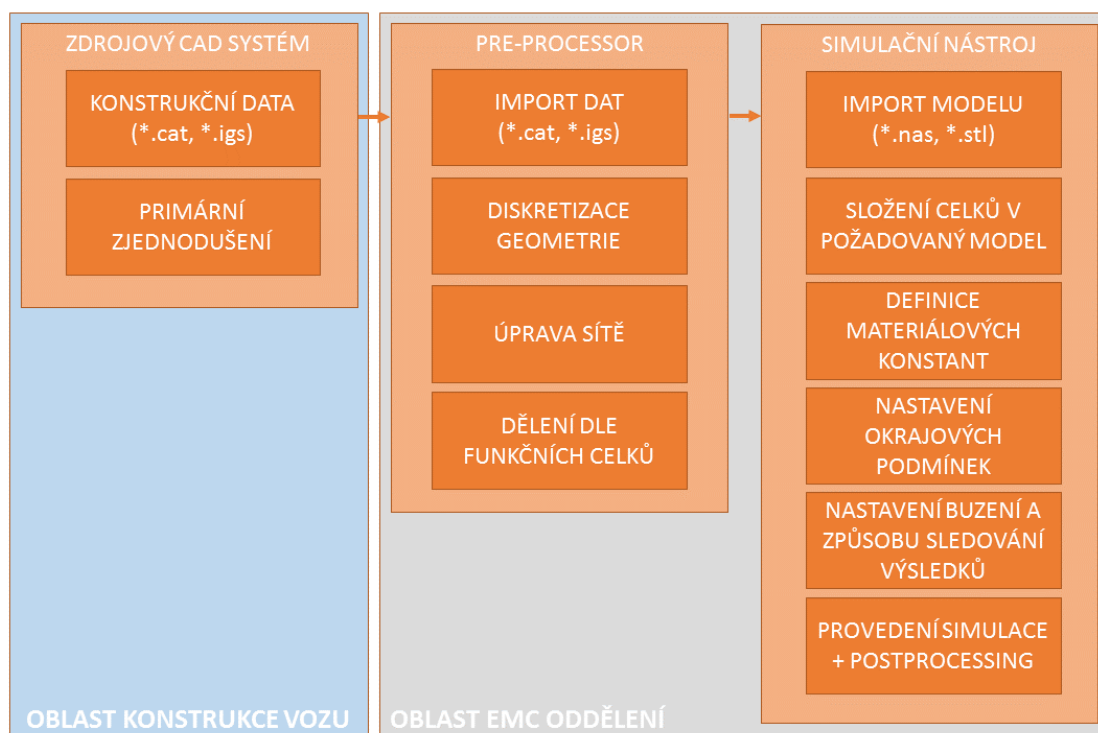 ZDROJOVÝ CAD SYSTÉM
KONSTRUKČNÍ DATA
(*.cat, *.igs)
PRIMÁRNÍ
ZJEDNODUŠENÍ
OBLAST KONSTRUKCE VOZU
PRE-PROCESSOR
IMPORT DAT
(*.cat, *.igs)
DISKRETIZACE
GEOMETRIE
ÚPRAVA SÍTĚ
DĚLENÍ DLE
FUNKČNÍCH CELKŮ
SIMULAČNÍ NÁSTROJ
IMPORT MODELU
(*.nas, *.stl)
SLOŽENÍ CELKŮ V
POŽADOVANÝ MODEL
DEFINICE
MATERIÁLOVÝCH
KONSTANT
NASTAVENÍ
OKRAJOVÝCH
PODMÍNEK
NASTAVENÍ BUZENÍ A
ZPŮSOBU SLEDOVÁNÍ
VÝSLEDKŮ
PROVEDENÍ SIMULACE
+ POSTPROCESSING
OBLAST EMC ODDĚLENÍ